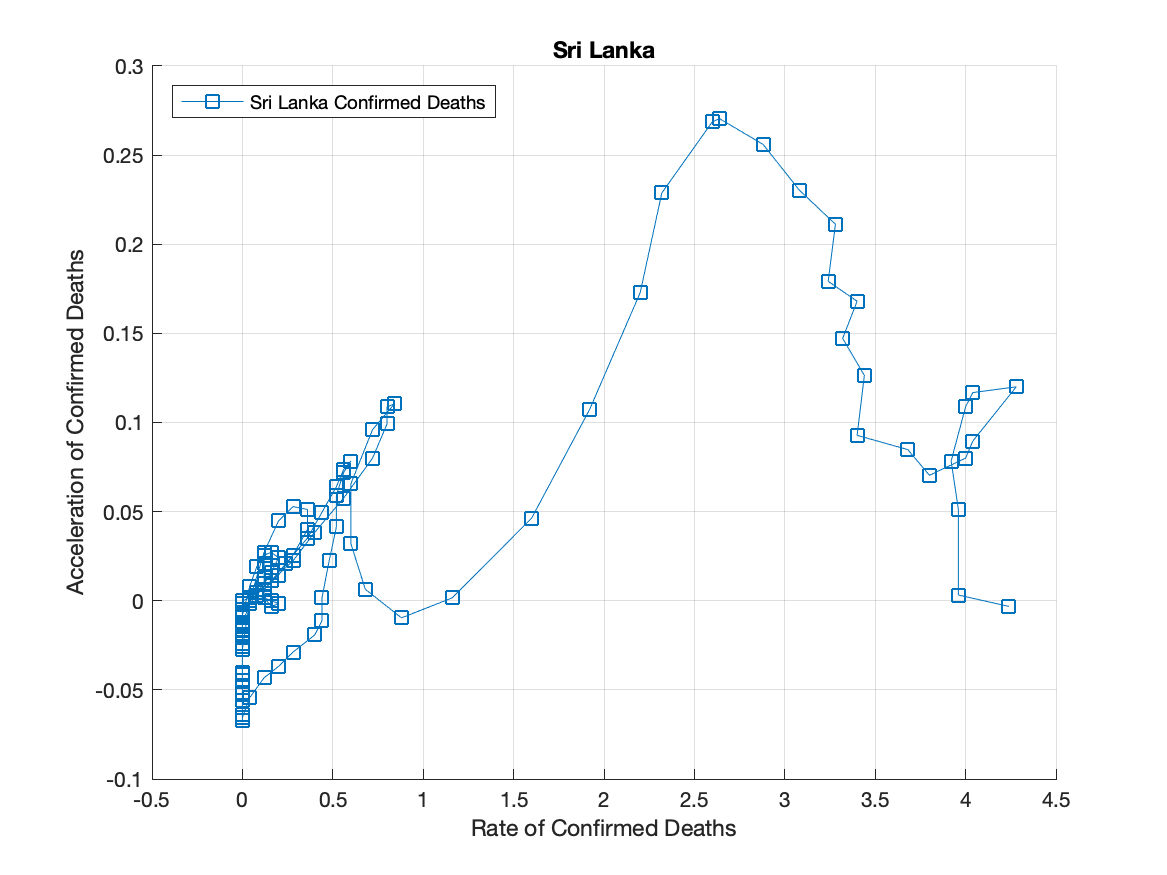 Sri Lanka
0.3
Sri Lanka Confirmed Deaths
0.25
0.2
0.15
0.1
0.05
0
-0.05
-0.1
Acceleration of Confirmed Deaths
-0.5 0 0.5 1 1.5 2 2.5 3 3.5 4 4.5
Rate of Confirmed Deaths